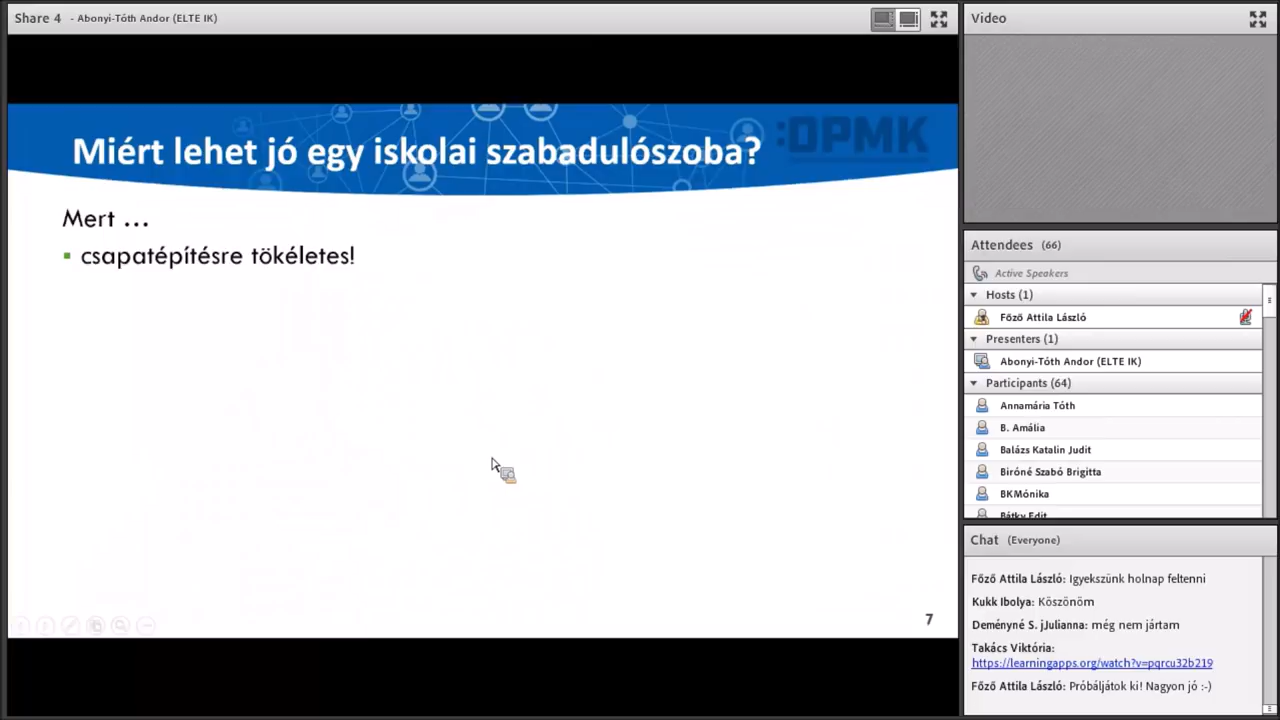 Share 4 - Abonyi-Tóth Andor (ELTE IK)
:OPMK
Miért lehet jó egy iskolai szabadulószoba?
Mert ...
▪ csapatépítésre tökéletes!
7
Video
Attendees (66)
Active Speakers
Hosts (1)
Főző Attila László
Presenters (1)
Abonyi-Tóth Andor (ELTE IK)
Participants (64)
Annamária Tóth
B. Amália
Balázs Katalin Judit
Biróné Szabó Brigitta
BKMónika
Bátky Edit
Chat (Everyone)
Főző Attila László: Igyekszünk holnap feltenni
Kukk Ibolya: Köszönöm
Deményné S. jJulianna: még nem jártam
Takács Viktória:
https://learningapps.org/watch?v=pqrcu32b219
Főző Attila László: Próbáljátok ki! Nagyon jó :-)